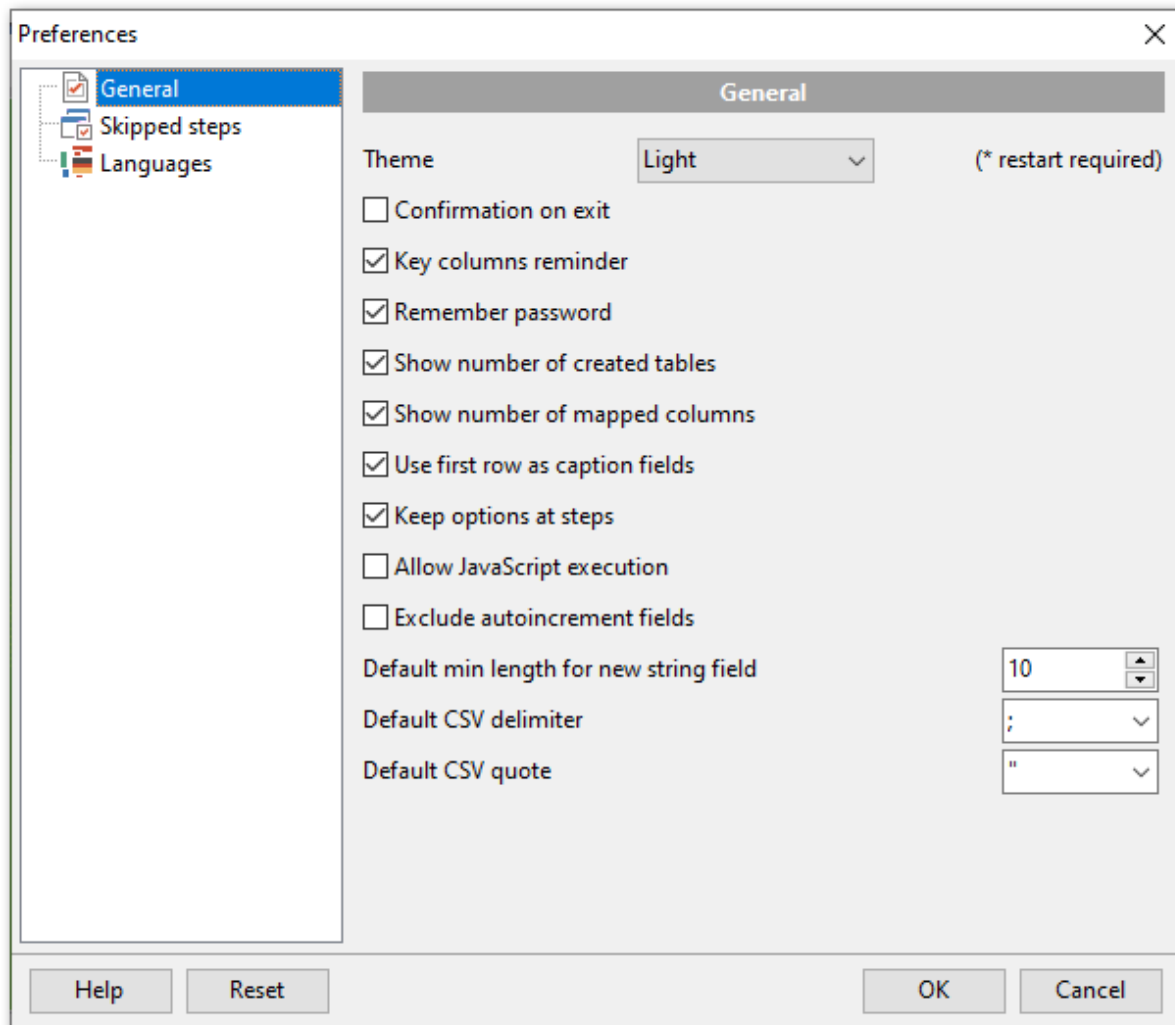 Preferences
General
Skipped steps
Languages
General
Theme Light (* restart required)
Confirmation on exit
Key columns reminder
Remember password
Show number of created tables
Show number of mapped columns
Use first row as caption fields
Keep options at steps
Allow JavaScript execution
Exclude autoincrement fields
Default min length for new string field 10
Default CSV delimiter ;
Default CSV quote "
Help Reset OK Cancel